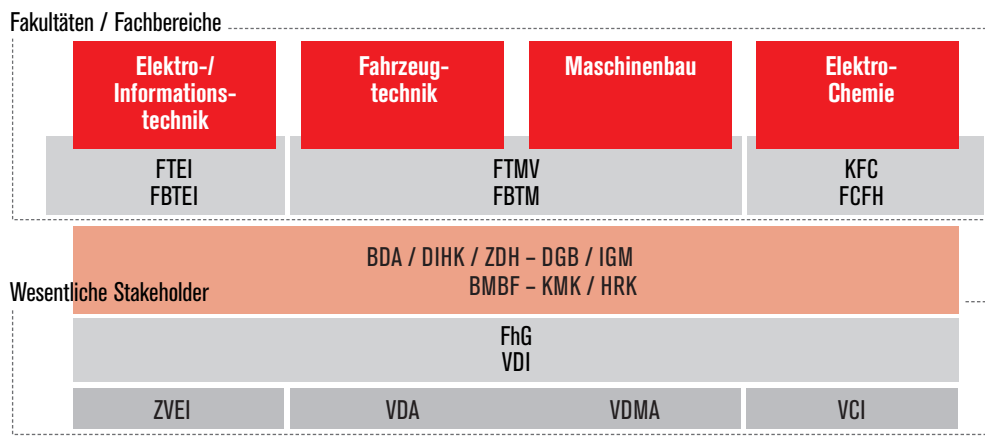 Fakultäten / Fachbereiche
Elektro-/
Informations-
technik
Fahrzeug-
technik
Maschinenbau
Elektro-
Chemie
FTEI
FBTEI
FTMV
FBTM
KFC
FCFH
BDA / DIHK / ZDH – DGB / IGM
BMBF – KMK / HRK
Wesentliche Stakeholder
FhG
VDI
ZVEI
VDA
VDMA
VCI